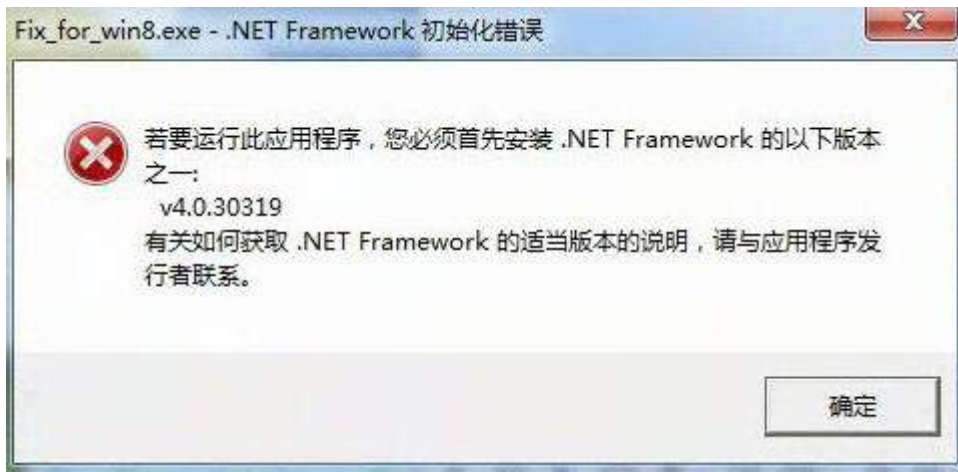 Fix_for_win8.exe - .NET Framework 初始化错误
若要运行此应用程序，您必须首先安装 .NET Framework 的以下版本
之一:
v4.0.30319
有关如何获取 .NET Framework 的适当版本的说明，请与应用程序发
行者联系。
确定